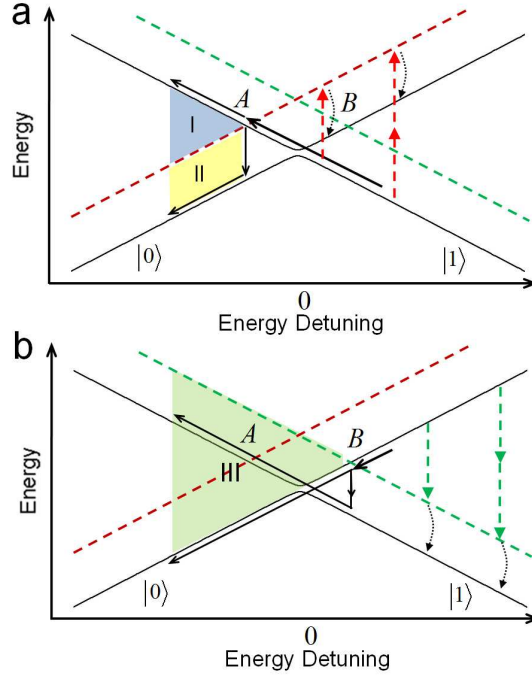 a
Energy
A
B
I
II
|0⟩
|1⟩
0
Energy Detuning
b
Energy
A
B
III
|0⟩
|1⟩
0
Energy Detuning